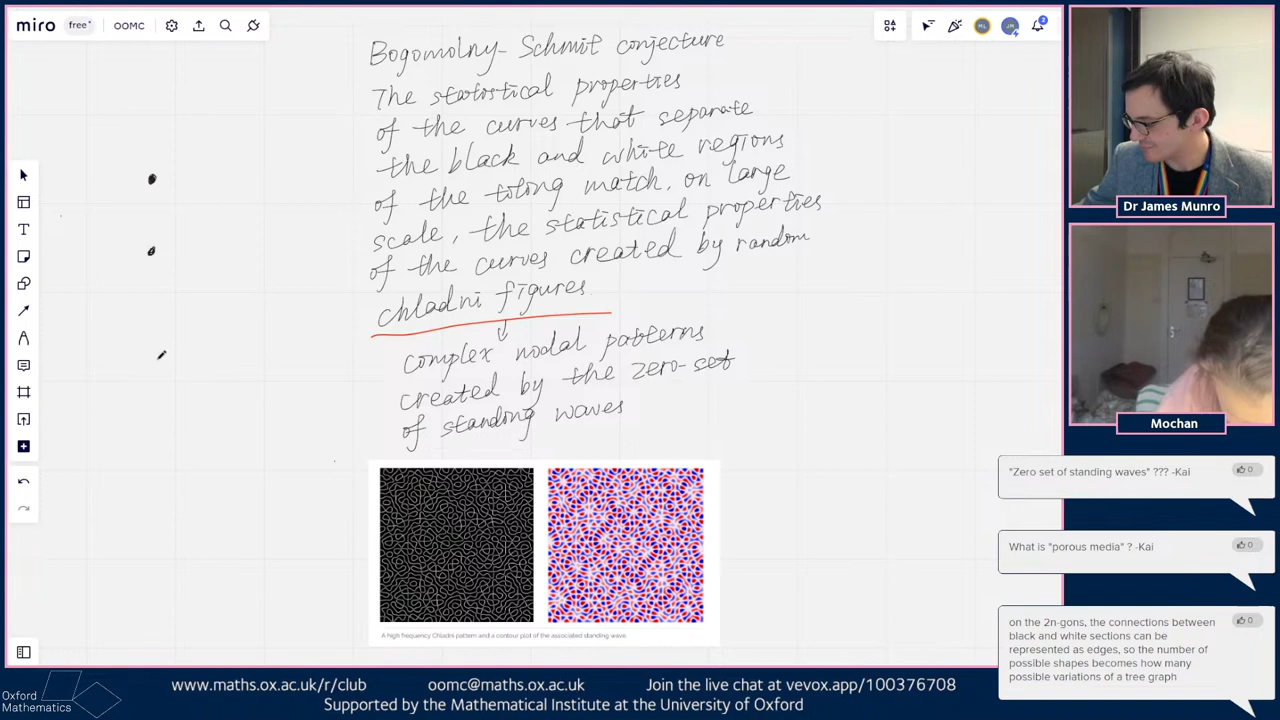 miro
free
OOMC
Bogomolny-Schmit conjecture
The statistical properties
of the curves that separate
the black and white regions
of the tiling match, on large
scale, the statistical properties
of the curves created by random
chladni figures
complex nodal patterns
created by the zero-set
of standing waves
A high frequency Chladni pattern and a contour plot of the associated standing wave
ML
JM
2
Dr James Munro
Mochan
"Zero set of standing waves" ??? -Kai
0
What is "porous media" ? -Kai
0
on the 2n-gons, the connections between
black and white sections can be
represented as edges, so the number of
possible shapes becomes how many
possible variations of a tree graph
0
Oxford
Mathematics
www.maths.ox.ac.uk/r/club oomc@maths.ox.ac.uk Join the live chat at vevox.app/100376708
Supported by the Mathematical Institute at the University of Oxford